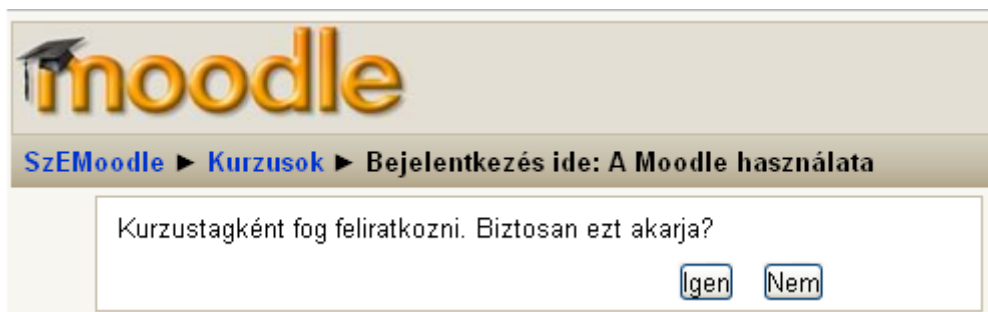 moodle
SzEMoodle ► Kurzusok ► Bejelentkezés ide: A Moodle használata
Kurzustagként fog feliratkozni. Biztosan ezt akarja?
Igen Nem